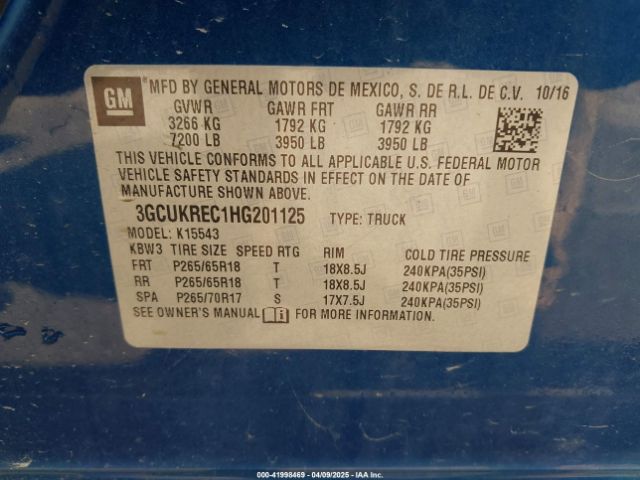 GM
MFD BY GENERAL MOTORS DE MEXICO, S. DE R.L. DE C.V. 10/16
GVWR GAWR FRT GAWR RR
3266 KG 1792 KG 1792 KG
7200 LB 3950 LB 3950 LB
THIS VEHICLE CONFORMS TO ALL APPLICABLE U.S. FEDERAL MOTOR
VEHICLE SAFETY STANDARDS IN EFFECT ON THE DATE OF
MANUFACTURE SHOWN ABOVE.
3GCUKREC1HG201125 TYPE: TRUCK
MODEL: K15543
KBW3 TIRE SIZE SPEED RTG RIM COLD TIRE PRESSURE
FRT P265/65R18 T 18X8.5J 240KPA(35PSI)
RR P265/65R18 T 18X8.5J 240KPA(35PSI)
SPA P265/70R17 S 17X7.5J 240KPA(35PSI)
SEE OWNER'S MANUAL FOR MORE INFORMATION.
000-41998469 - 04/09/2025 - IAA Inc.